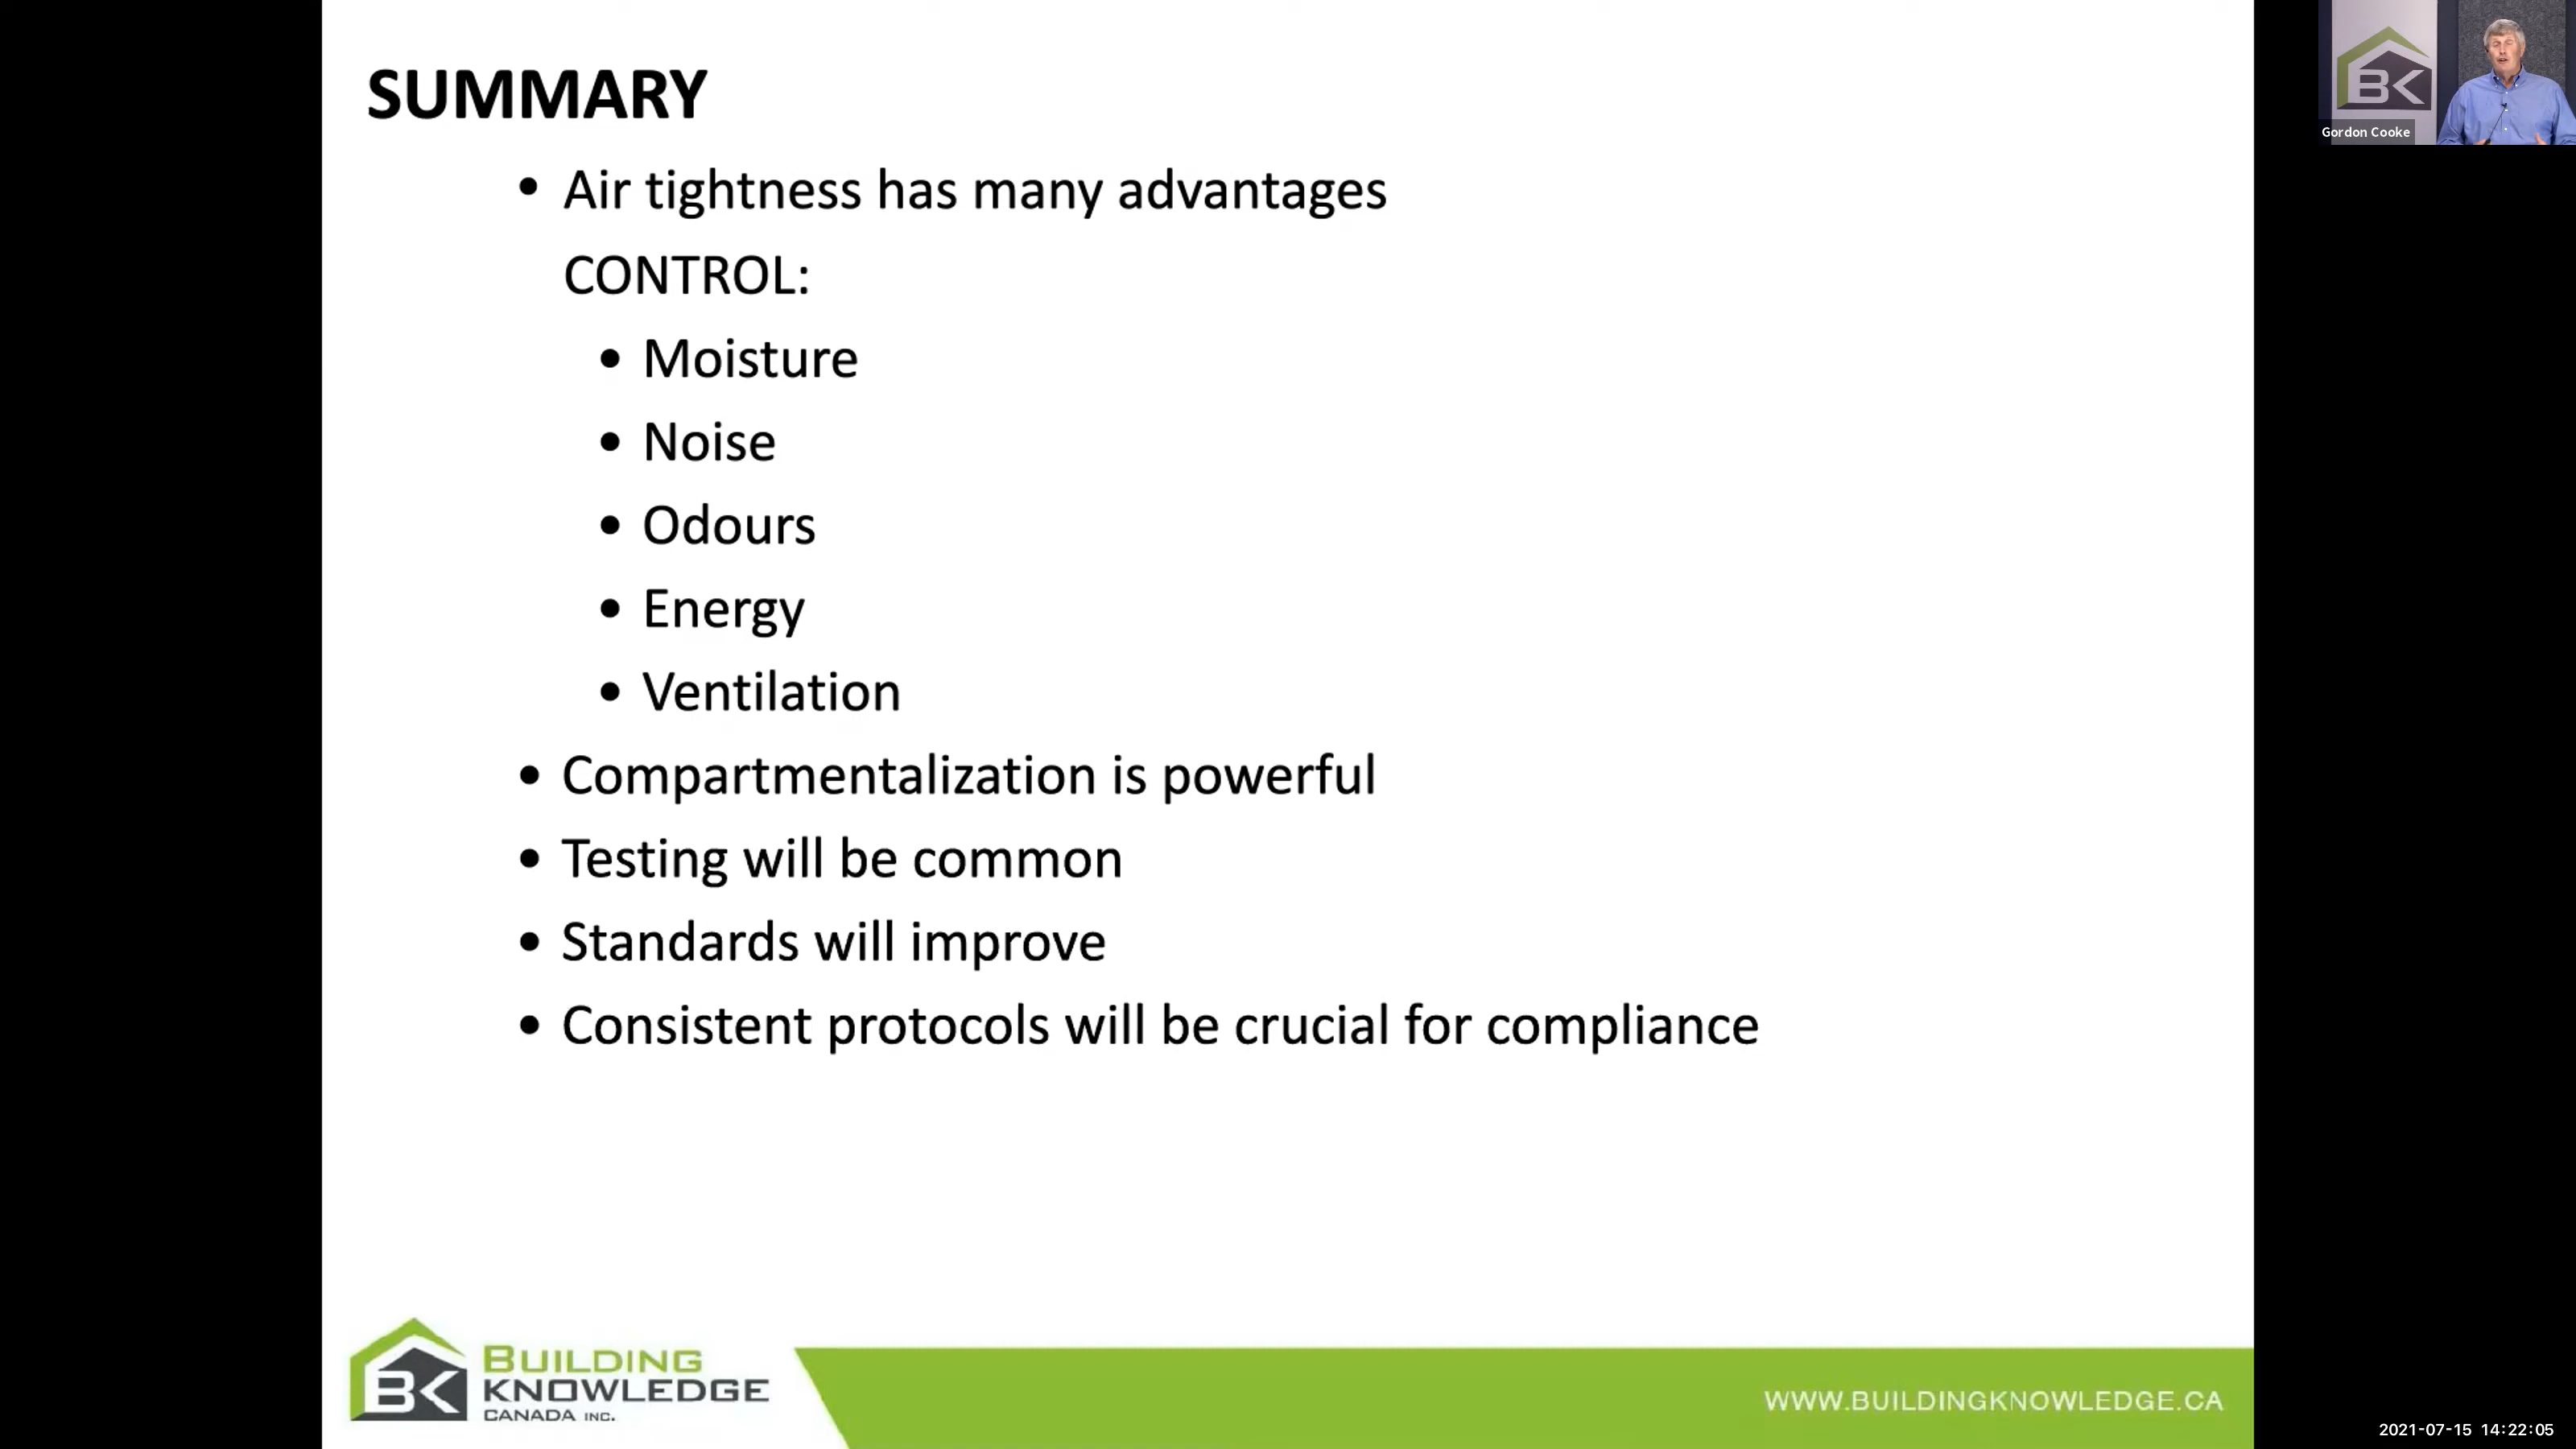 SUMMARY
• Air tightness has many advantages
CONTROL:
• Moisture
• Noise
• Odours
• Energy
• Ventilation
• Compartmentalization is powerful
• Testing will be common
• Standards will improve
• Consistent protocols will be crucial for compliance
BK
BUILDING
KNOWLEDGE
CANADA INC.
WWW.BUILDINGKNOWLEDGE.CA
BK
Gordon Cooke
2021-07-15 14:22:05